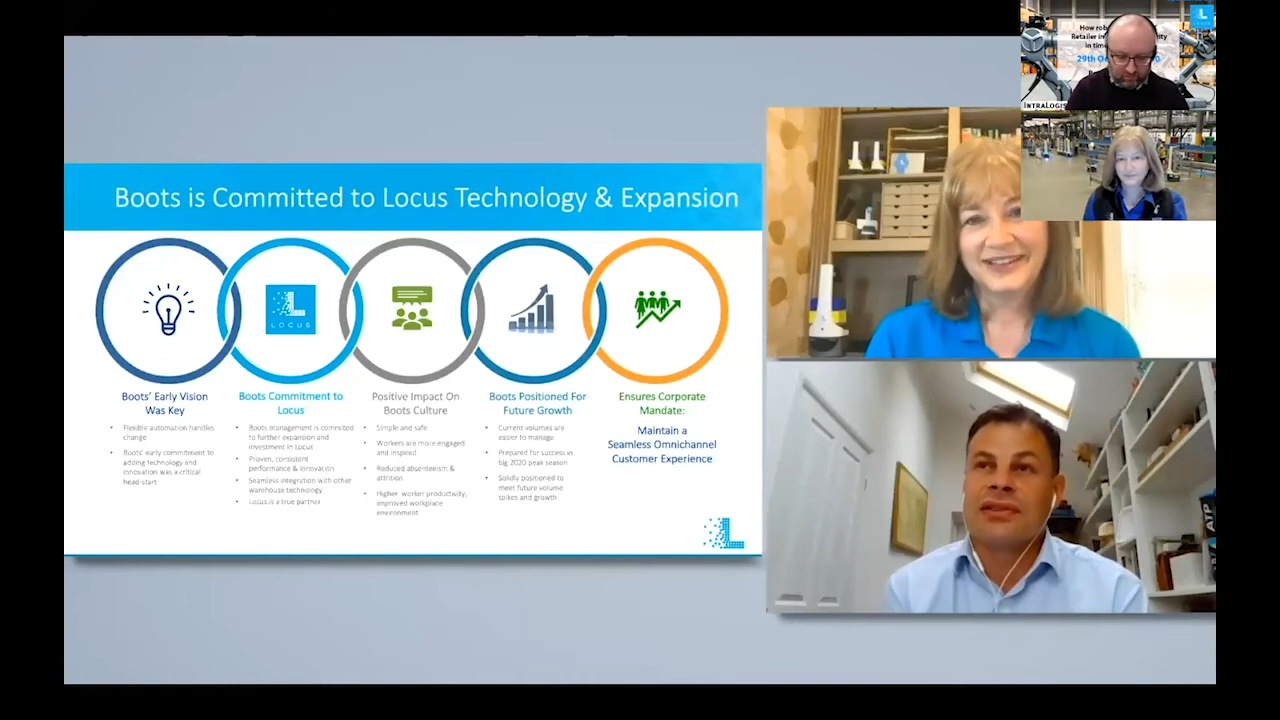 Boots is Committed to Locus Technology & Expansion
LOCUS
Boots' Early Vision
Was Key
• Flexible automation handles
change
• Boots' early commitment to
adding technology and
innovation was a critical
head-start
Boots Commitment to
Locus
• Boots management is committed
to further expansion and
investment in Locus
• Proven, consistent
performance & innovation
• Seamless integration with other
warehouse technology
• Locus is a true partner
Positive Impact On
Boots Culture
• Simple and safe
• Workers are more engaged
and inspired
• Reduced absenteeism &
attrition
• Higher worker productivity,
improved workplace
environment
Boots Positioned For
Future Growth
• Current volumes are
easier to manage
• Prepared for success in
big 2020 peak season
• Solidly positioned to
meet future volume
spikes and growth
Ensures Corporate
Mandate:
Maintain a
Seamless Omnichannel
Customer Experience
How
Retailer
in
29th
ATP